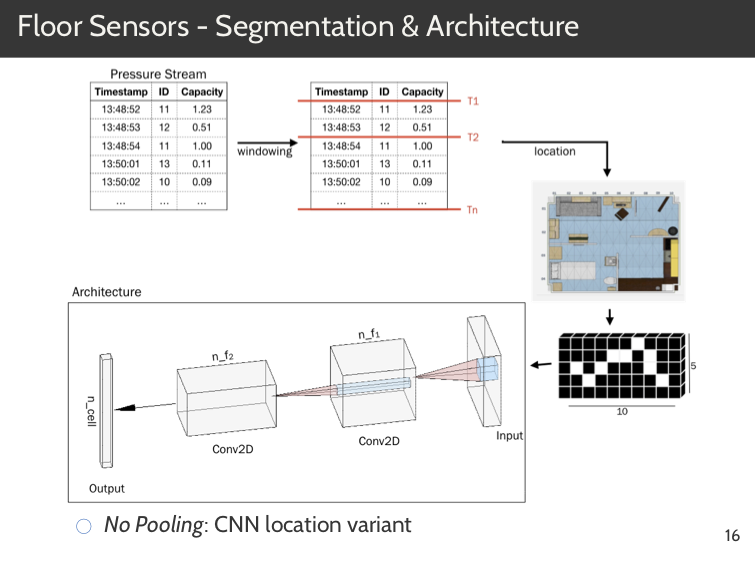 Floor Sensors - Segmentation & Architecture
Pressure Stream
Timestamp ID Capacity
13:48:52 11 1.23
13:48:53 12 0.51
13:48:54 11 1.00
13:50:01 13 0.11
13:50:02 10 0.09
... ... ...
windowing
Timestamp ID Capacity
13:48:52 11 1.23
13:48:53 12 0.51
13:48:54 11 1.00
13:50:01 13 0.11
13:50:02 10 0.09
... ... ...
T1
T2
Tn
location
5
10
Architecture
n_f2
n_f1
n_cell
Conv2D
Conv2D
Input
Output
No Pooling: CNN location variant
16